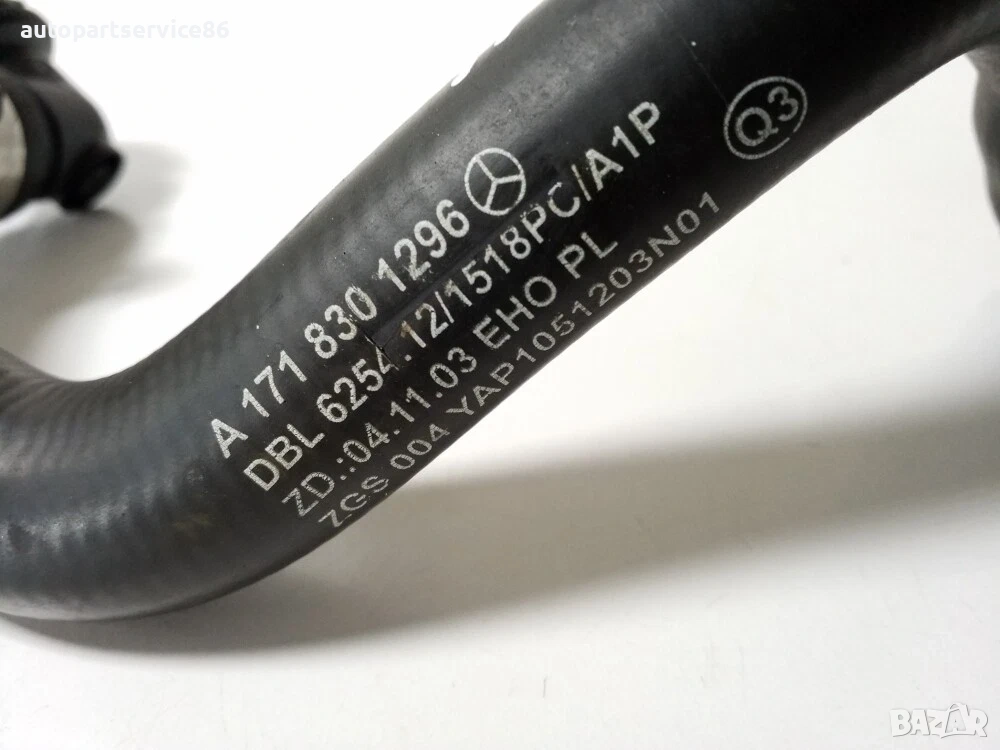 autopartservice86
Q3
A 171 830 1296
DBL 6254.12/1518PC/A1P
ZD.:04.11.03 EHO PL
ZGS 004 YAP1051203N01
BAZAR